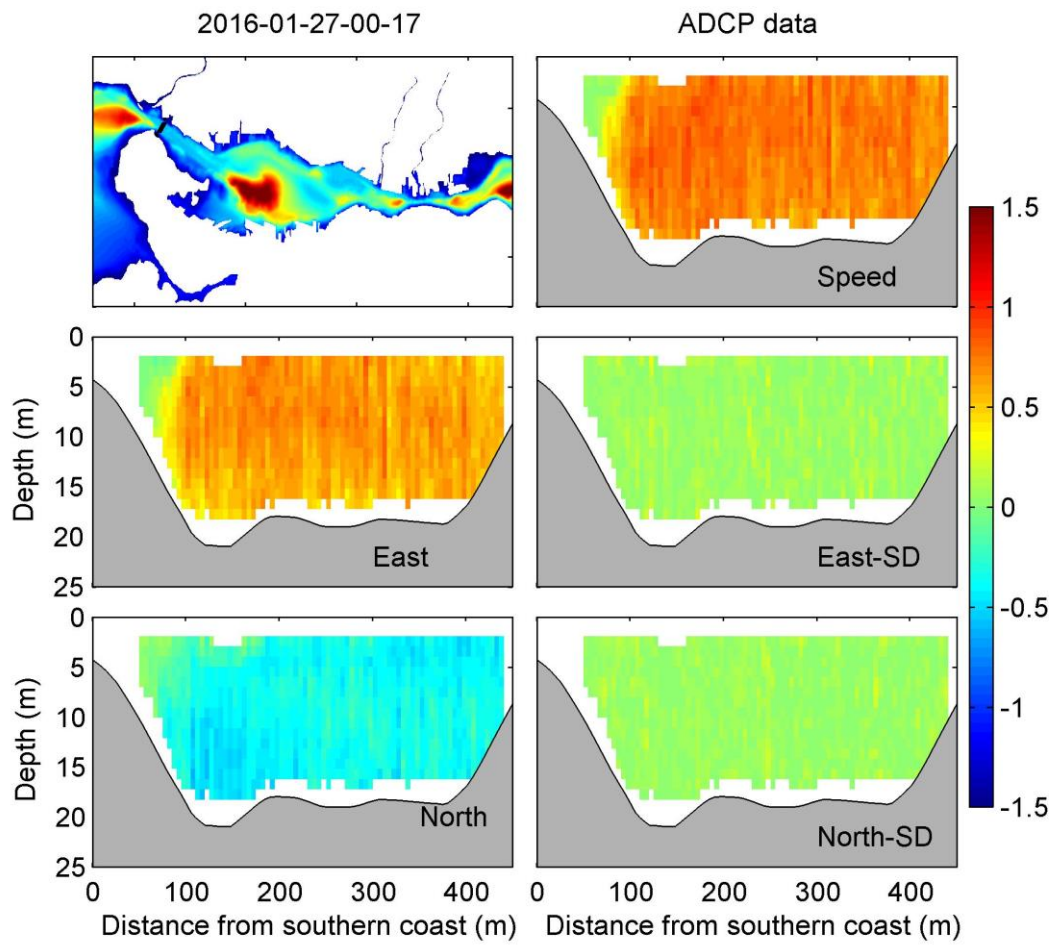 2016-01-27-00-17
ADCP data
Speed
0
5
10
15
20
25
Depth (m)
East
East-SD
1.5
1
0.5
0
-0.5
-1
-1.5
0
5
10
15
20
25
Depth (m)
North
North-SD
0 100 200 300 400
0 100 200 300 400
Distance from southern coast (m)
Distance from southern coast (m)